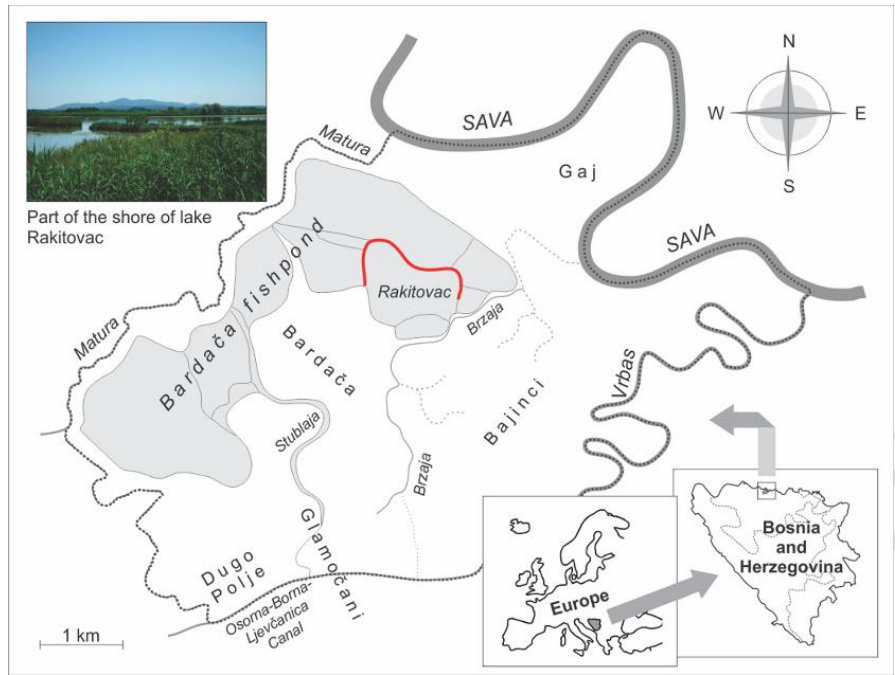 Part of the shore of lake
Rakitovac
Matura
SAVA
Gaj
N
W
E
S
SAVA
Bardača fishpond
Rakitovac
Brzaja
Matura
Bardača
Bajinci
Vrbas
Stublaja
Brzaja
Glamočani
Dugo
Polje
Osorna-Borna-
Ljevčanica
Canal
1 km
Europe
Bosnia
and
Herzegovina